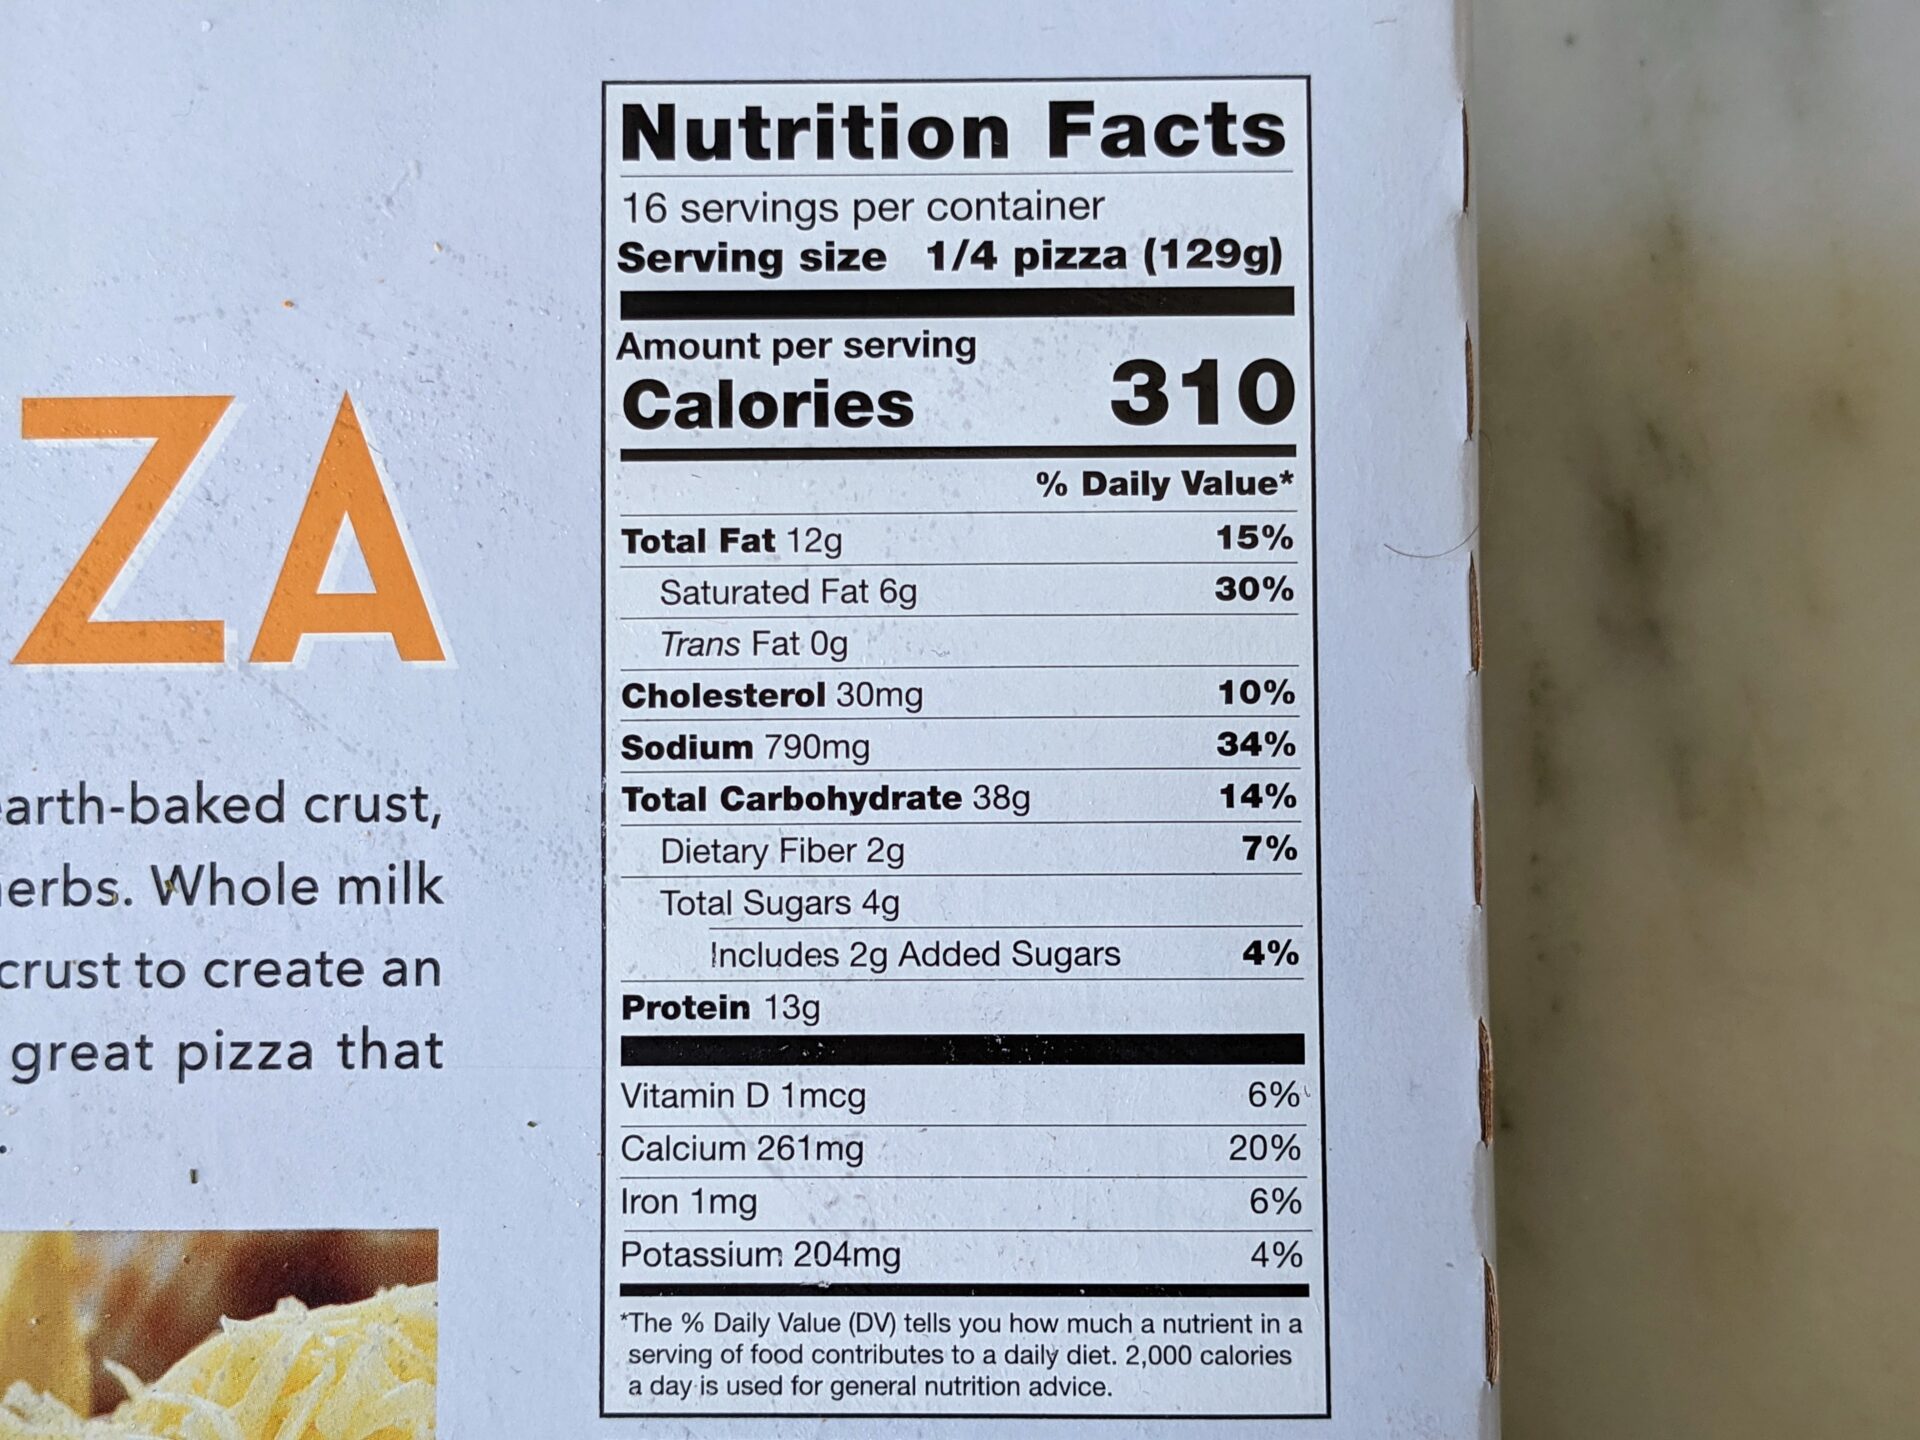 ZA
earth-baked crust,
herbs. Whole milk
crust to create an
great pizza that
.
Nutrition Facts
16 servings per container
Serving size 1/4 pizza (129g)
Amount per serving
Calories 310
% Daily Value*
Total Fat 12g 15%
Saturated Fat 6g 30%
Trans Fat 0g
Cholesterol 30mg 10%
Sodium 790mg 34%
Total Carbohydrate 38g 14%
Dietary Fiber 2g 7%
Total Sugars 4g
Includes 2g Added Sugars 4%
Protein 13g
Vitamin D 1mcg 6%
Calcium 261mg 20%
Iron 1mg 6%
Potassium 204mg 4%
*The % Daily Value (DV) tells you how much a nutrient in a
serving of food contributes to a daily diet. 2,000 calories
a day is used for general nutrition advice.